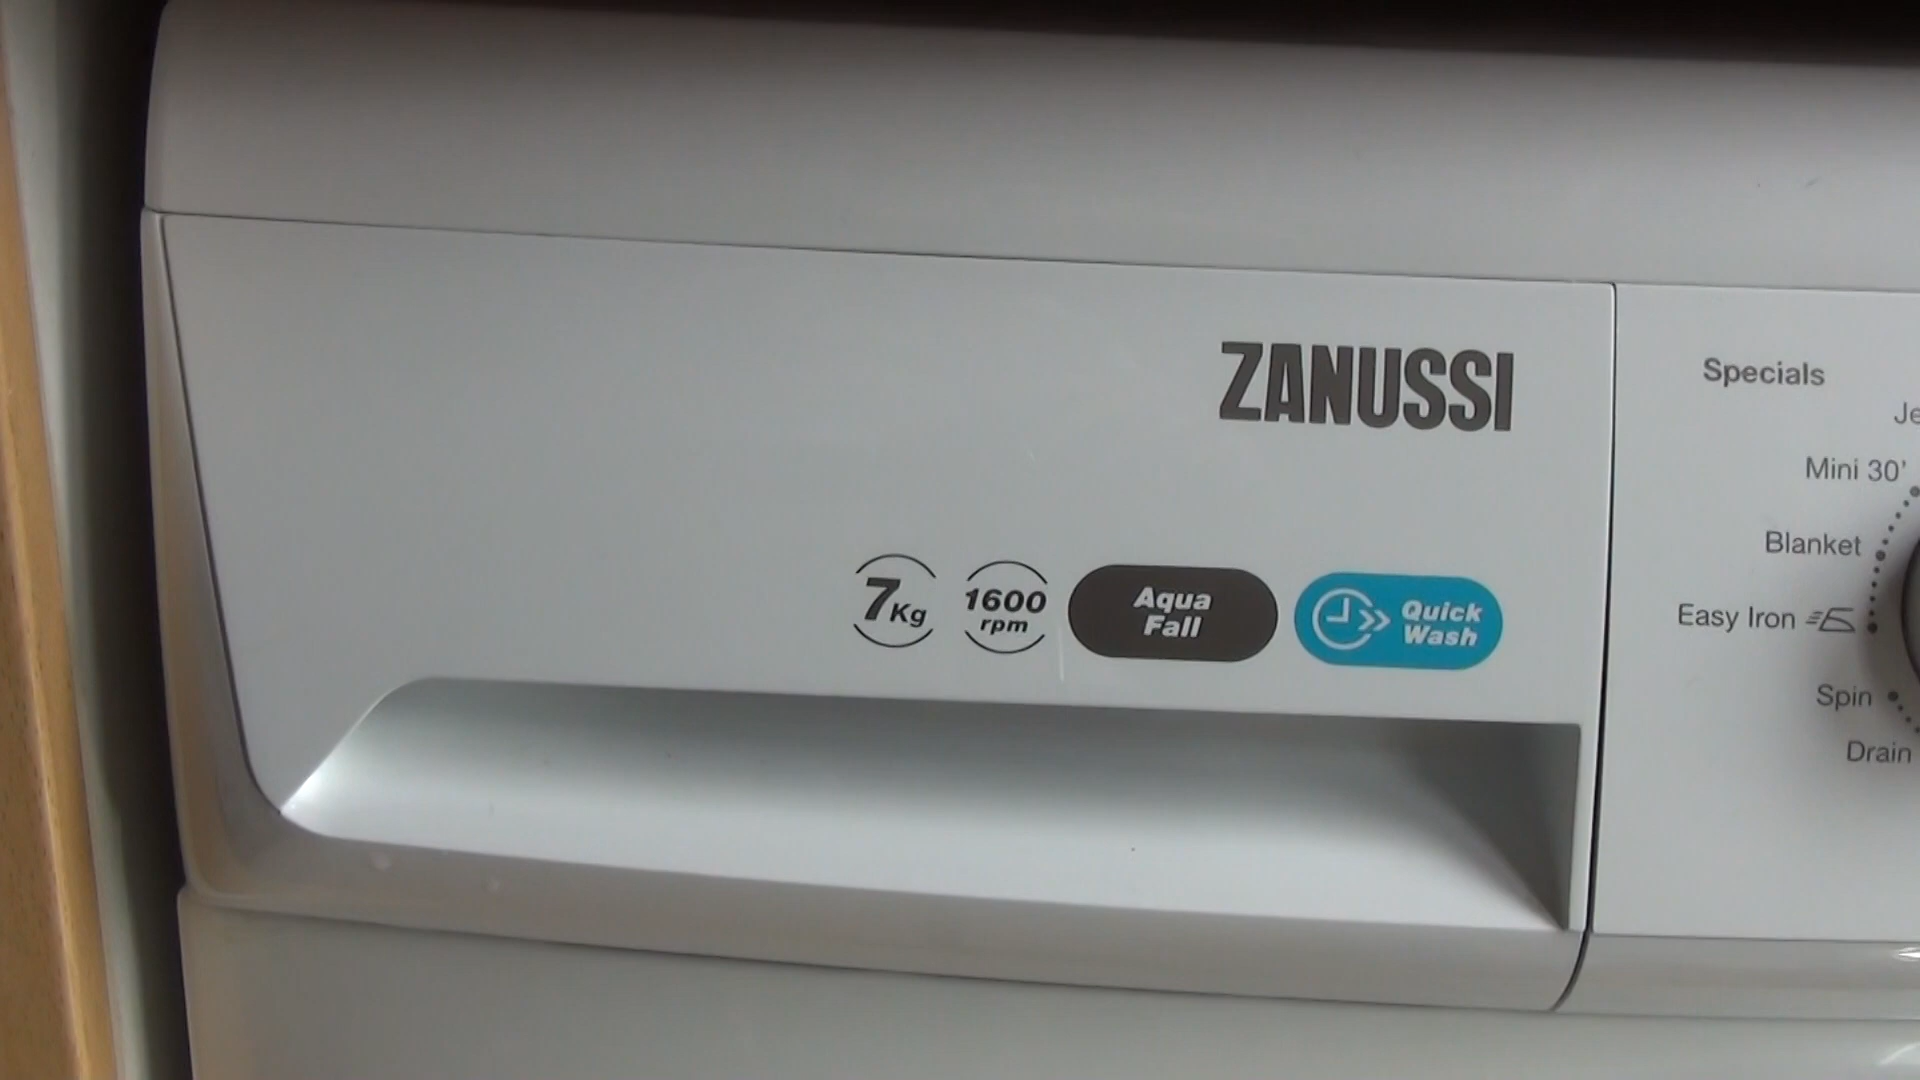 ZANUSSI
7Kg
1600
rpm
Aqua
Fall
Quick
Wash
Specials
Mini 30'
Blanket
Easy Iron
Spin
Drain